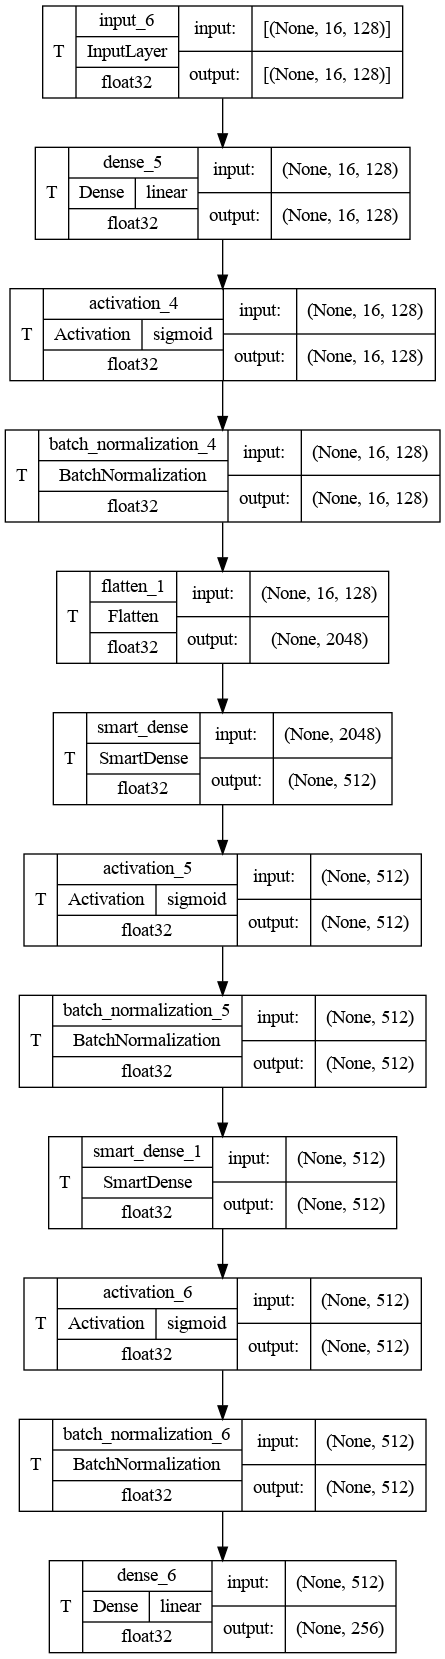 input_6 input: [(None, 16, 128)]
T InputLayer
float32 output: [(None, 16, 128)]
dense_5 input: (None, 16, 128)
T Dense linear
float32 output: (None, 16, 128)
activation_4 input: (None, 16, 128)
T Activation sigmoid
float32 output: (None, 16, 128)
batch_normalization_4 input: (None, 16, 128)
T BatchNormalization
float32 output: (None, 16, 128)
flatten_1 input: (None, 16, 128)
T Flatten
float32 output: (None, 2048)
smart_dense input: (None, 2048)
T SmartDense
float32 output: (None, 512)
activation_5 input: (None, 512)
T Activation sigmoid
float32 output: (None, 512)
batch_normalization_5 input: (None, 512)
T BatchNormalization
float32 output: (None, 512)
smart_dense_1 input: (None, 512)
T SmartDense
float32 output: (None, 512)
activation_6 input: (None, 512)
T Activation sigmoid
float32 output: (None, 512)
batch_normalization_6 input: (None, 512)
T BatchNormalization
float32 output: (None, 512)
dense_6 input: (None, 512)
T Dense linear
float32 output: (None, 256)